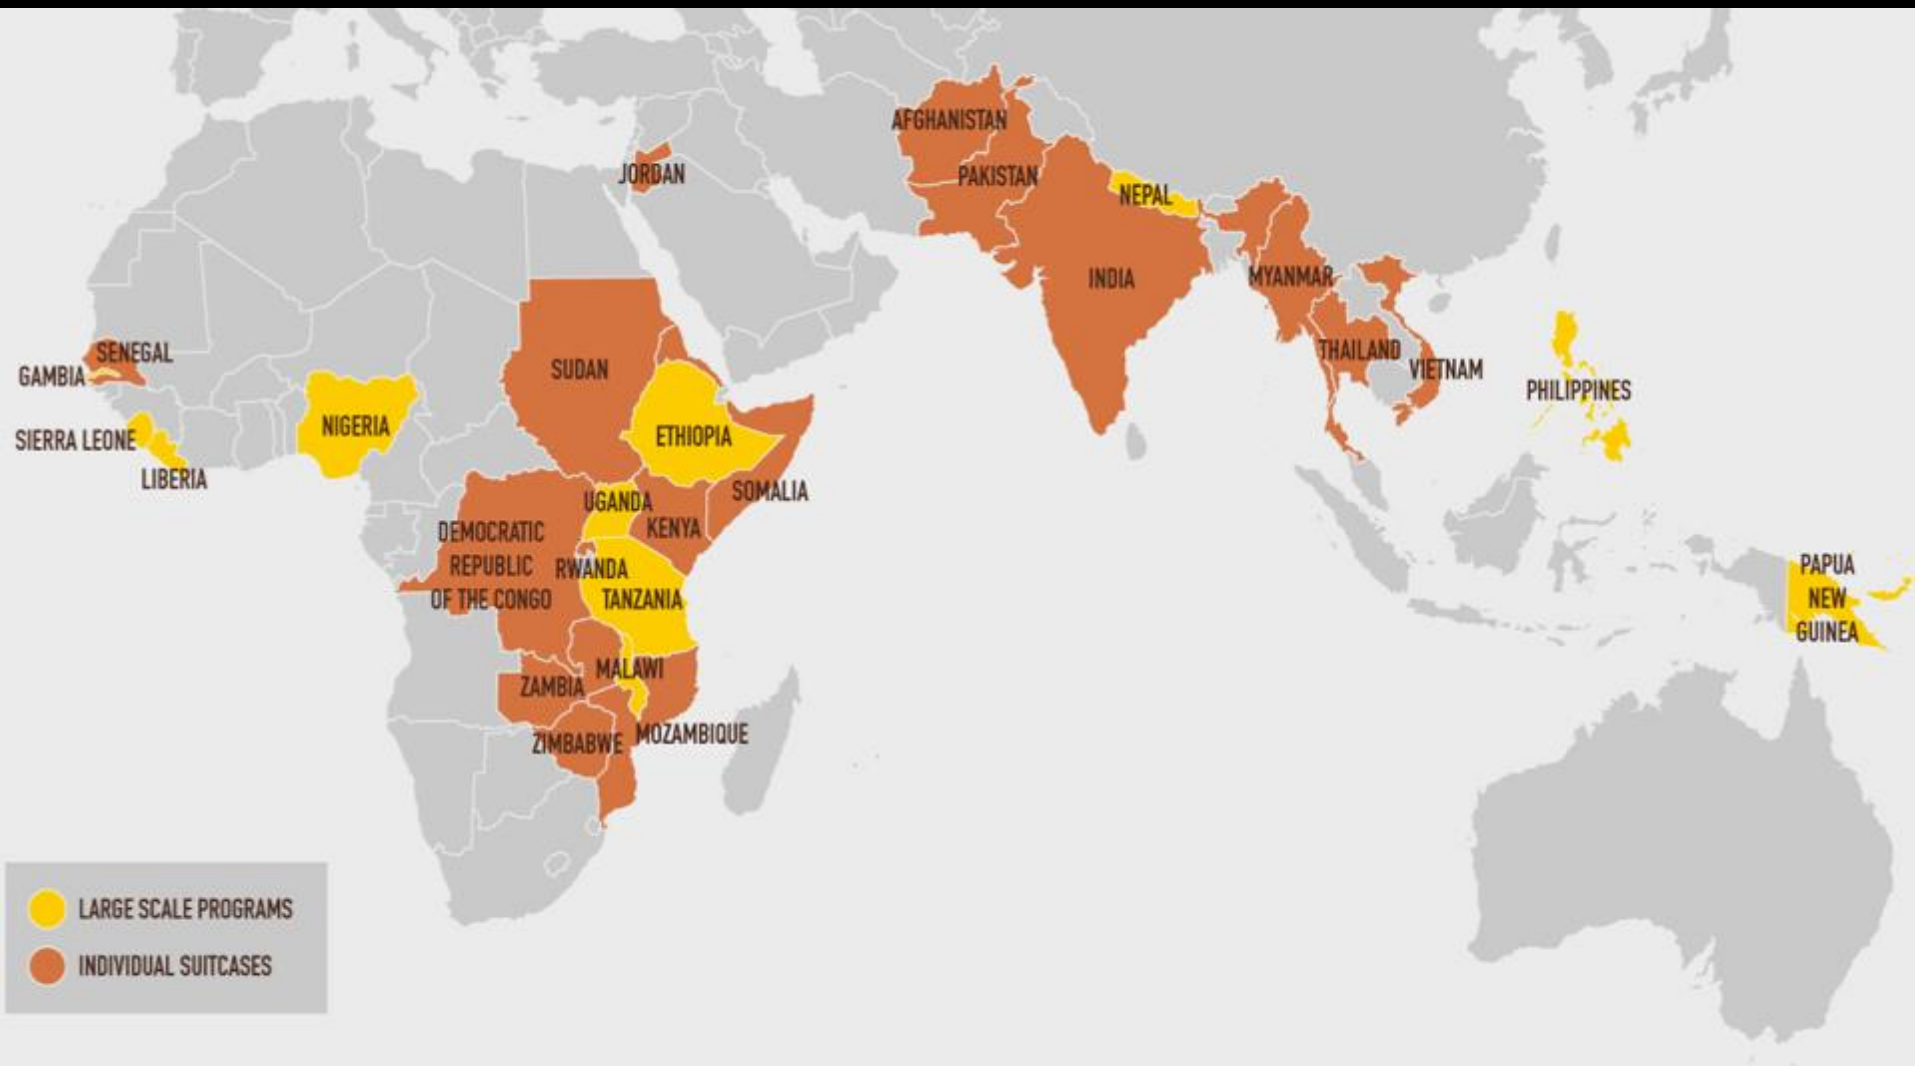 AFGHANISTAN
JORDAN
PAKISTAN
NEPAL
INDIA
MYANMAR
SENEGAL
GAMBIA
SUDAN
THAILAND
VIETNAM
PHILIPPINES
NIGERIA
ETHIOPIA
SIERRA LEONE
LIBERIA
SOMALIA
UGANDA
KENYA
DEMOCRATIC
REPUBLIC
OF THE CONGO
RWANDA
TANZANIA
PAPUA
NEW
GUINEA
MALAWI
ZAMBIA
MOZAMBIQUE
ZIMBABWE
LARGE SCALE PROGRAMS
INDIVIDUAL SUITCASES